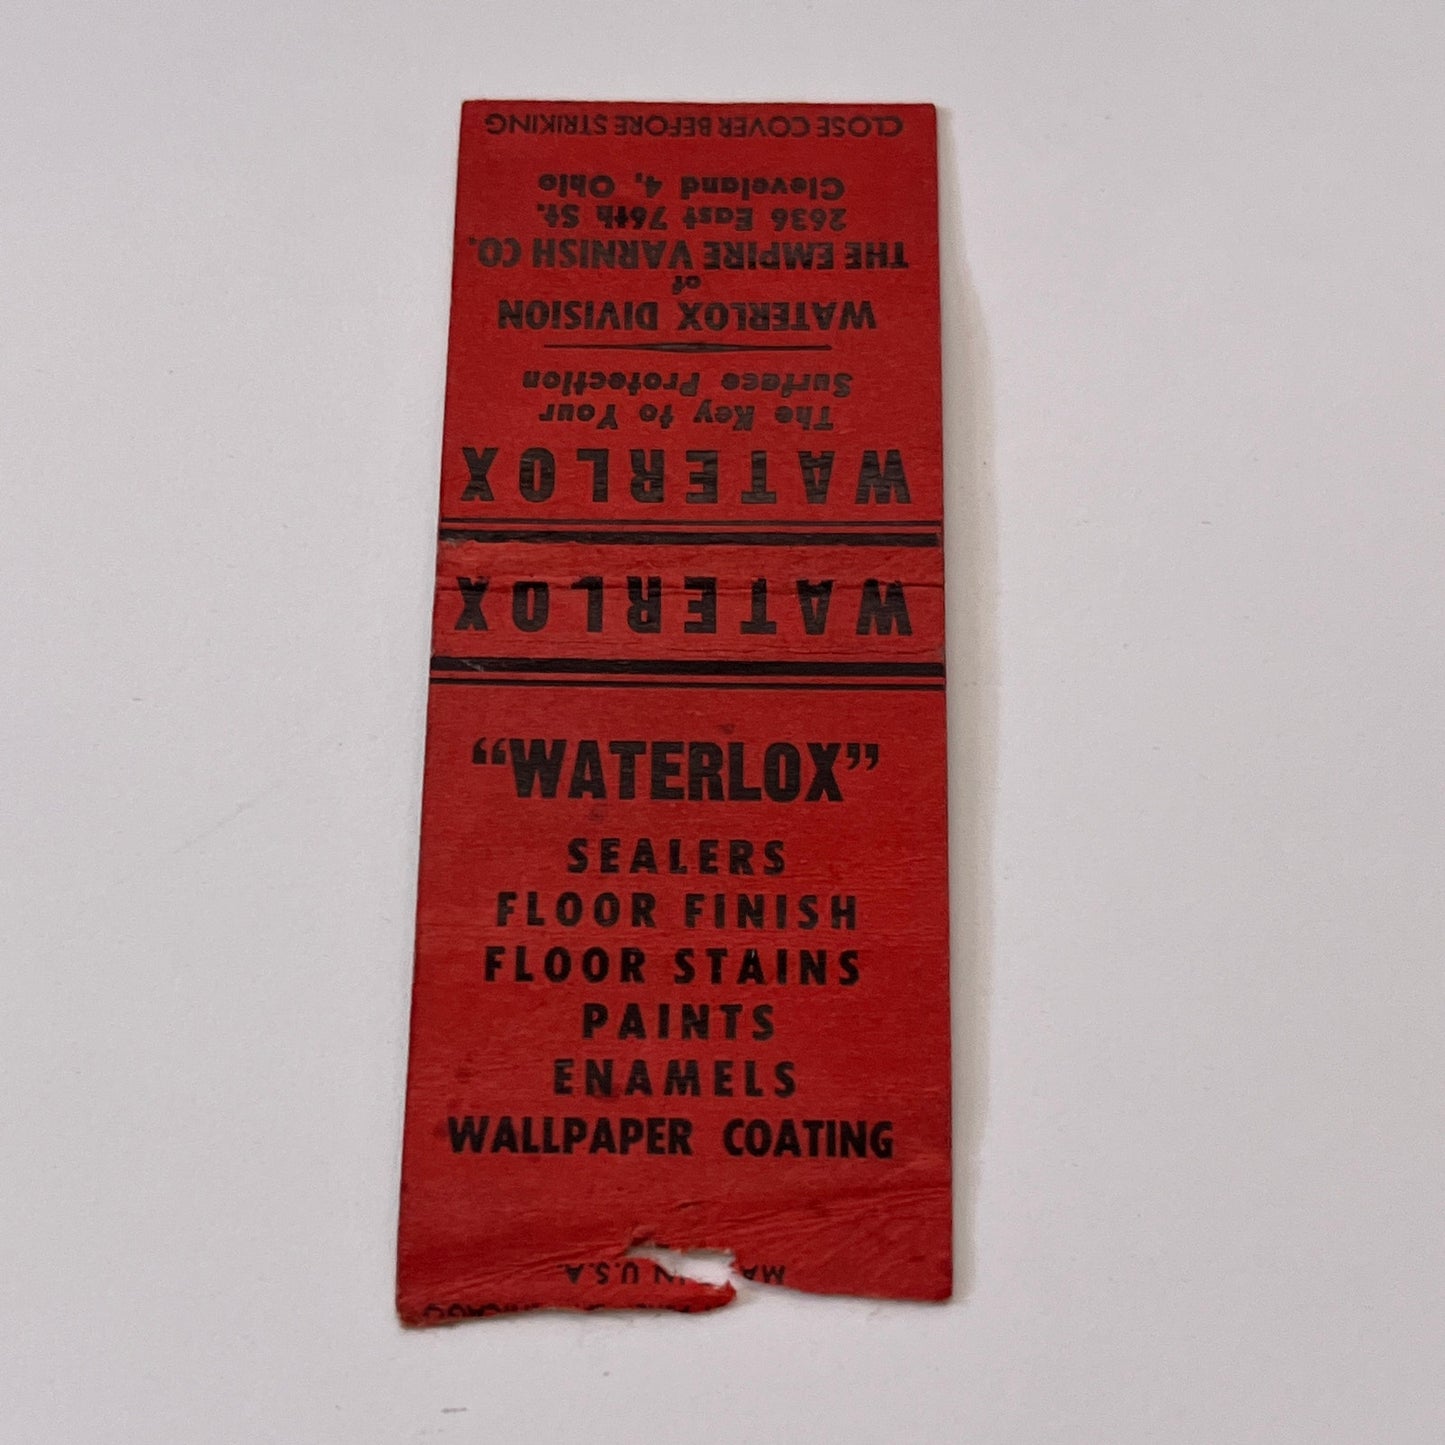 WATERLOX
The Key to Your
Surface Protection
WATERLOX DIVISION
of
THE EMPIRE VARNISH CO.
2636 East 76th St.
Cleveland 4, Ohio
CLOSE COVER BEFORE STRIKING
WATERLOX
"WATERLOX"
SEALERS
FLOOR FINISH
FLOOR STAINS
PAINTS
ENAMELS
WALLPAPER COATING
IN U.S.A.